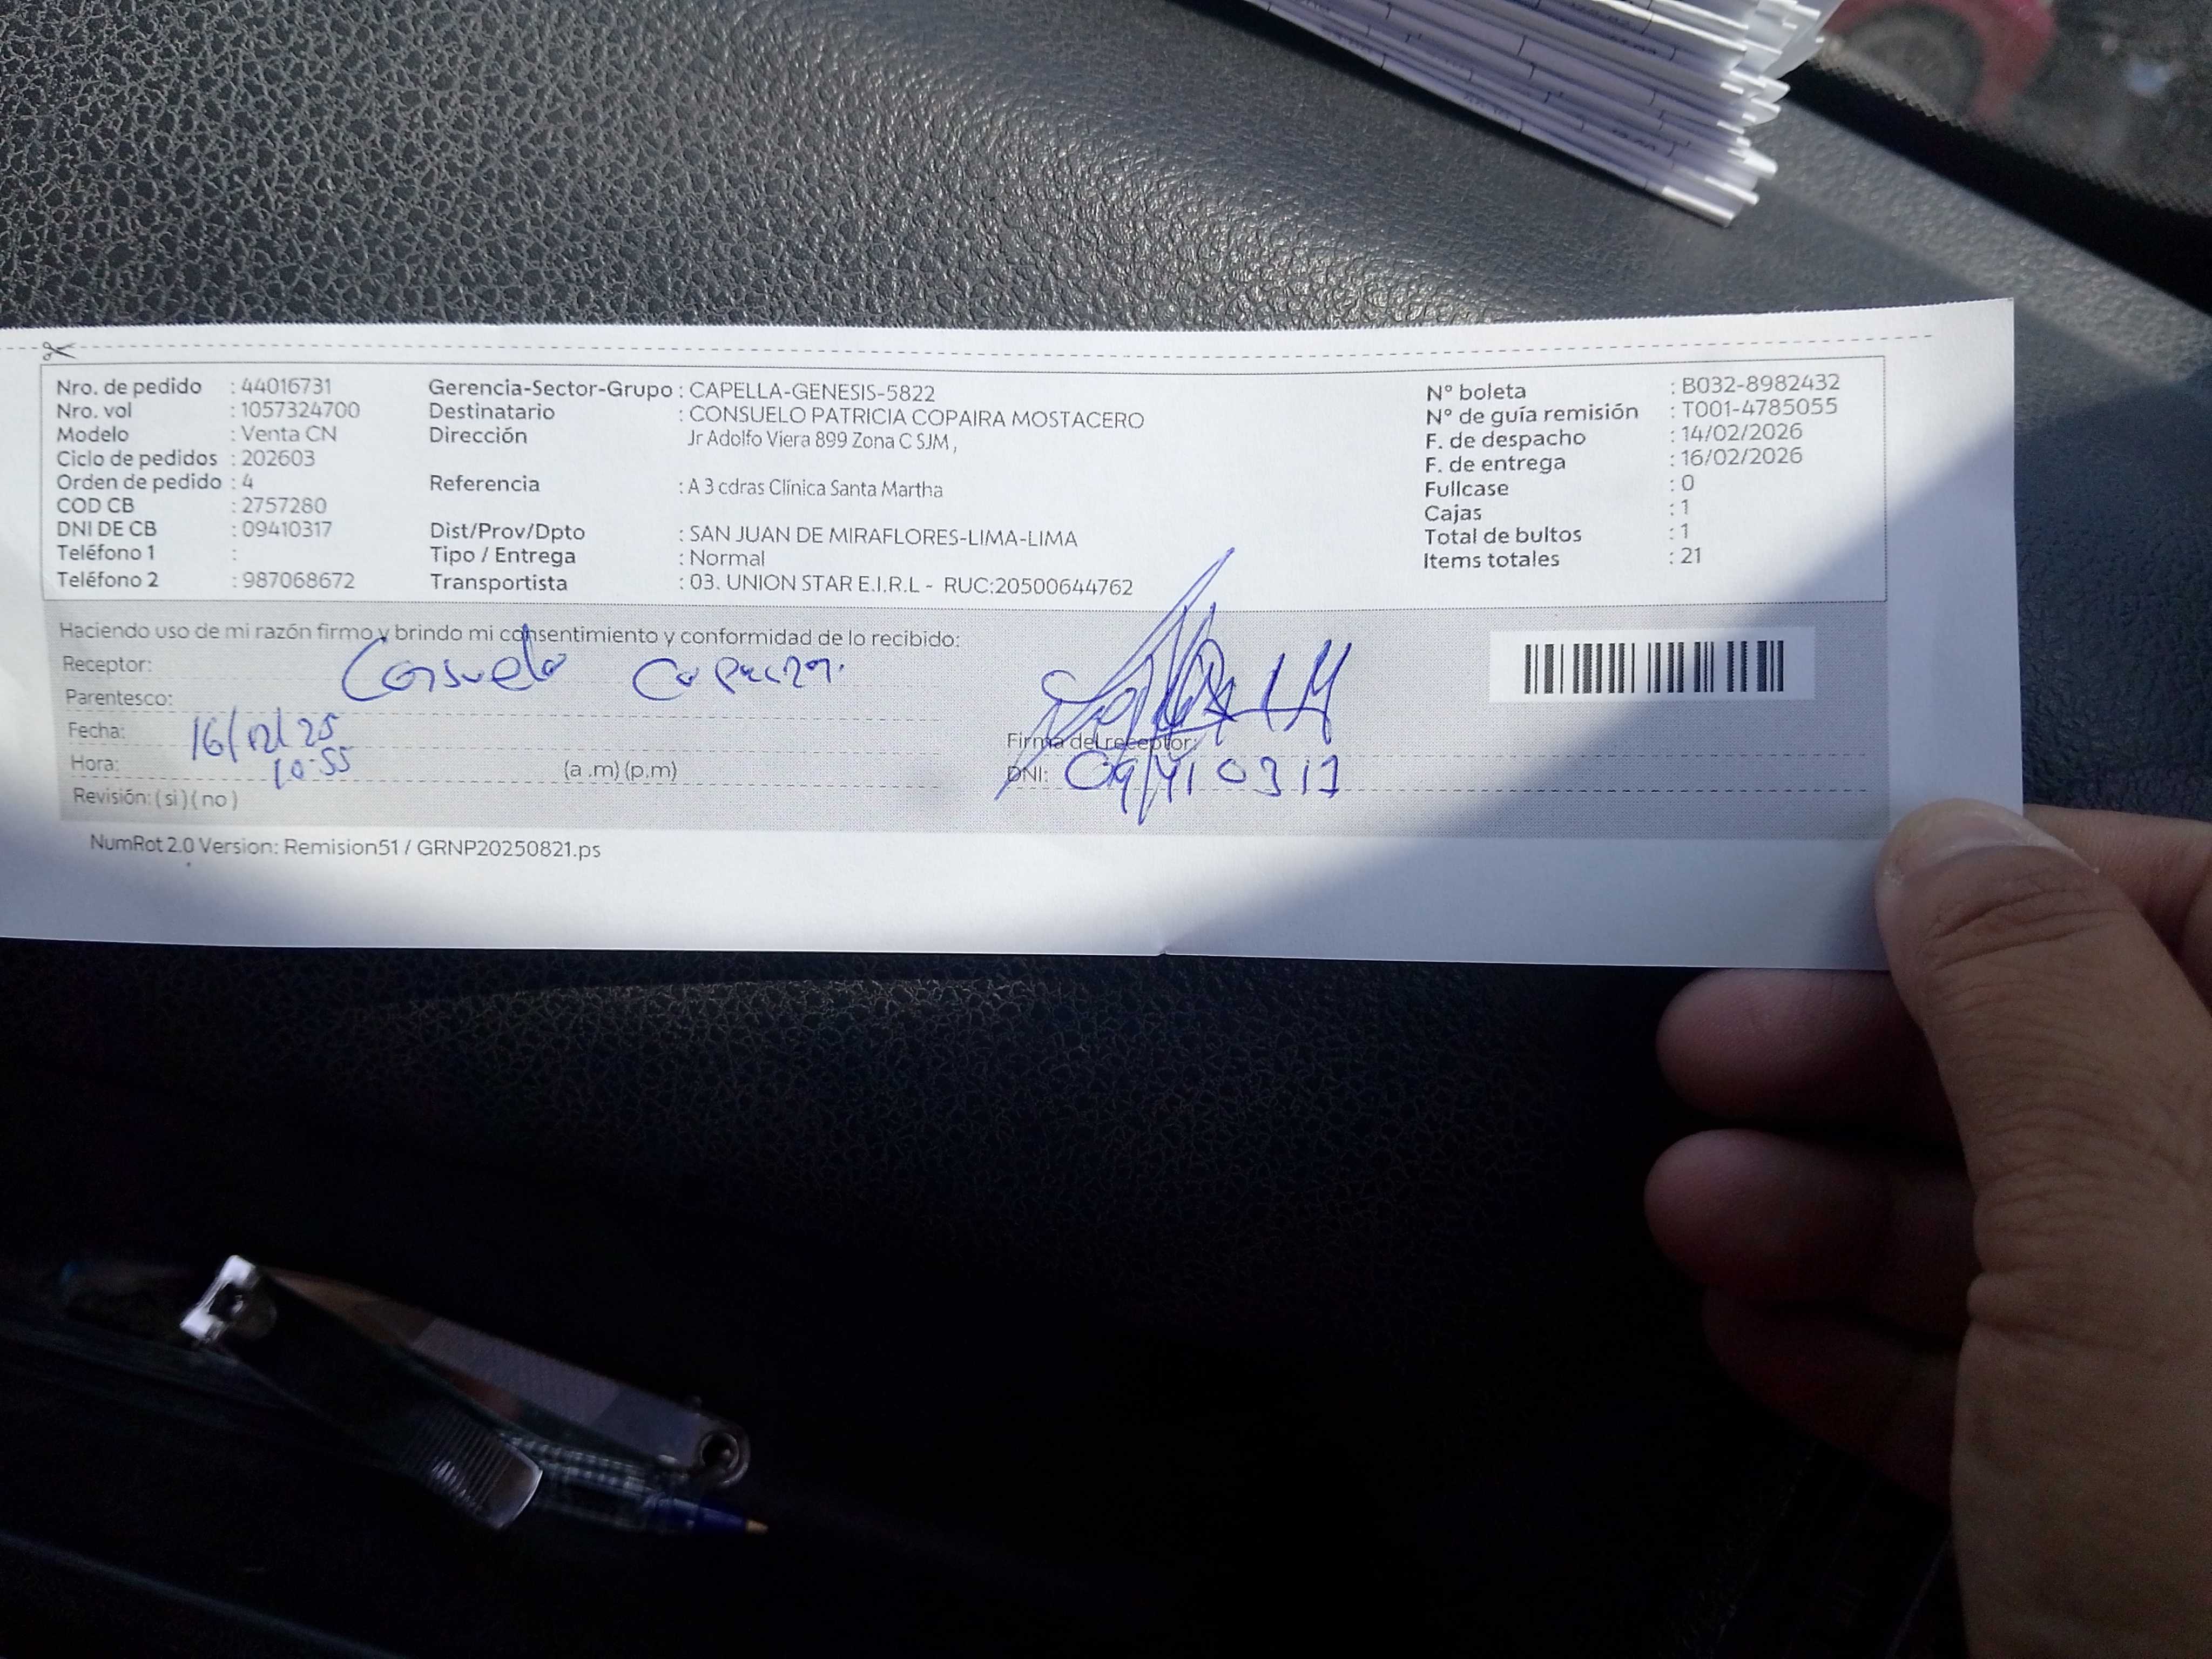 Nro. de pedido : 44016731
Nro. vol : 1057324700
Modelo : Venta CN
Ciclo de pedidos : 202603
Orden de pedido : 4
COD CB : 2757280
DNI DE CB : 09410317
Teléfono 1 :
Teléfono 2 : 987068672
Gerencia-Sector-Grupo : CAPELLA-GENESIS-5822
Destinatario : CONSUELO PATRICIA COPAIRA MOSTACERO
Dirección Jr Adolfo Viera 899 Zona C SJM ,
Referencia : A 3 cdras Clínica Santa Martha
Dist/Prov/Dpto : SAN JUAN DE MIRAFLORES-LIMA-LIMA
Tipo / Entrega : Normal
Transportista : 03. UNION STAR E.I.R.L - RUC:20500644762
N° boleta : B032-8982432
N° de guía remisión : T001-4785055
F. de despacho : 14/02/2026
F. de entrega : 16/02/2026
Fullcase : 0
Cajas : 1
Total de bultos : 1
Items totales : 21
Haciendo uso de mi razón firmo y brindo mi consentimiento y conformidad de lo recibido:
Receptor: Consuelo
Parentesco:
Fecha: 16/12/25
Hora: 10:55 (a .m) (p.m)
Revisión: ( si ) ( no )
Firma del receptor:
DNI: 09410317
NumRot 2.0 Version: Remision51 / GRNP20250821.ps